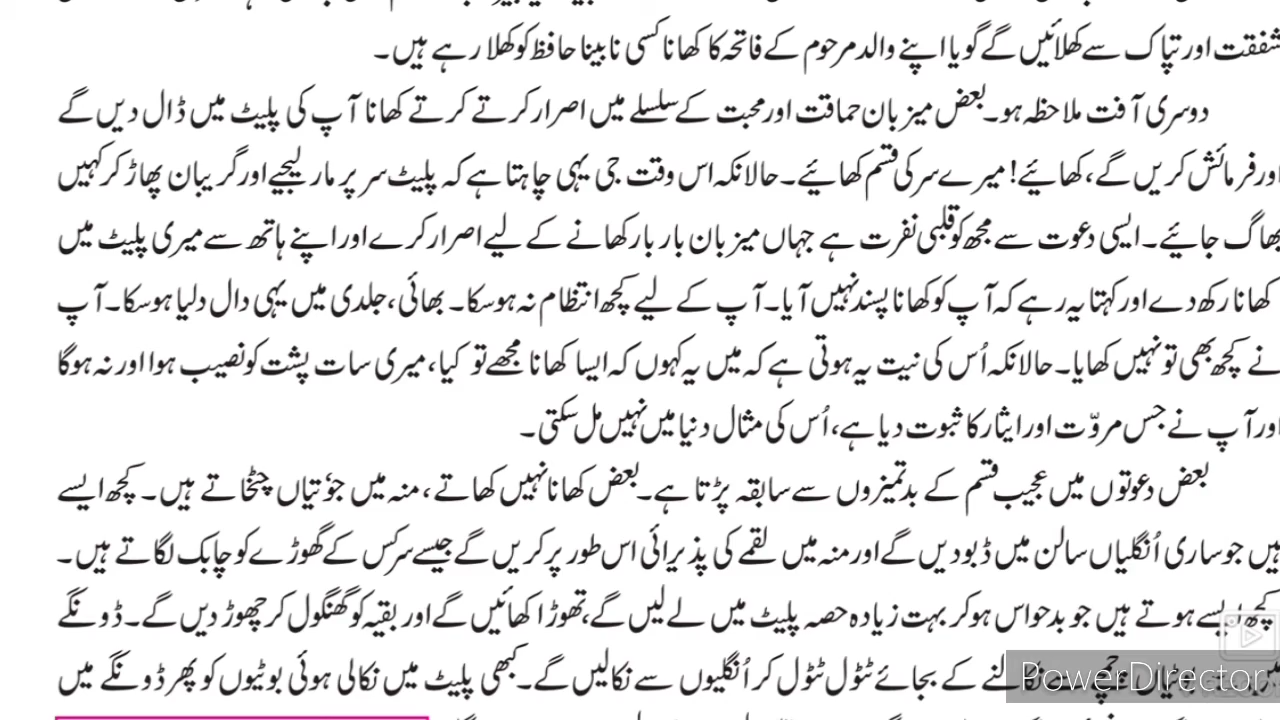 شفقت اور تپاک سے کھلائیں گے گویا اپنے والد مرحوم کے فاتحہ کا کھانا کسی نابینا حافظ کو کھلا رہے ہیں۔
دوسری آفت ملاحظہ ہو۔ بعض میزبان حماقت اور محبت کے سلسلے میں اصرار کرتے کرتے کھانا آپ کی پلیٹ میں ڈال دیں گے
اور فرمائش کریں گے، کھائیے! میرے سر کی قسم کھائیے۔ حالانکہ اس وقت جی یہی چاہتا ہے کہ پلیٹ سر پر مار لیجیے اور گریبان پھاڑ کر کہیں
بھاگ جائیے۔ ایسی دعوت سے مجھ کو قلبی نفرت ہے جہاں میزبان بار بار کھانے کے لیے اصرار کرے اور اپنے ہاتھ سے میری پلیٹ میں
کھانا رکھ دے اور کہتا یہ رہے کہ آپ کو کھانا پسند نہیں آیا۔ آپ کے لیے کچھ انتظام نہ ہو سکا۔ بھائی، جلدی میں یہی دال دلیا ہو سکا۔ آپ
نے کچھ بھی تو نہیں کھایا۔ حالانکہ اُس کی نیت یہ ہوتی ہے کہ میں یہ کہوں کہ ایسا کھانا مجھے تو کیا، میری سات پشت کو نصیب ہوا اور نہ ہوگا
اور آپ نے جس مروّت اور ایثار کا ثبوت دیا ہے، اُس کی مثال دنیا میں نہیں مل سکتی۔
بعض دعوتوں میں عجیب قسم کے بدتمیزوں سے سابقہ پڑتا ہے۔ بعض کھانا نہیں کھاتے، منہ میں جوٗتیاں چٹخاتے ہیں۔ کچھ ایسے
ہیں جو ساری اُنگلیاں سالن میں ڈبو دیں گے اور منہ میں لقمے کی پذیرائی اس طور پر کریں گے جیسے سرکس کے گھوڑے کو چابک لگاتے ہیں۔
کچھ ایسے ہوتے ہیں جو بدحواس ہو کر بہت زیادہ حصہ پلیٹ میں لے لیں گے، تھوڑا کھائیں گے اور بقیہ کو گھنگول کر چھوڑ دیں گے۔ ڈونگے
میں سے بوٹیاں چمچے سے نکالنے کے بجائے ٹٹول ٹٹول کر اُنگلیوں سے نکالیں گے۔ کبھی پلیٹ میں نکالی ہوئی بوٹیوں کو پھر ڈونگے میں
PowerDirector